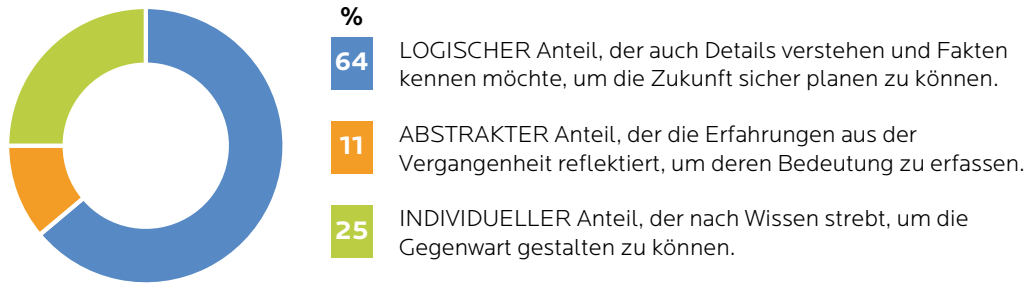 %
64
LOGISCHER Anteil, der auch Details verstehen und Fakten
kennen möchte, um die Zukunft sicher planen zu können.
11
ABSTRAKTER Anteil, der die Erfahrungen aus der
Vergangenheit reflektiert, um deren Bedeutung zu erfassen.
25
INDIVIDUELLER Anteil, der nach Wissen strebt, um die
Gegenwart gestalten zu können.